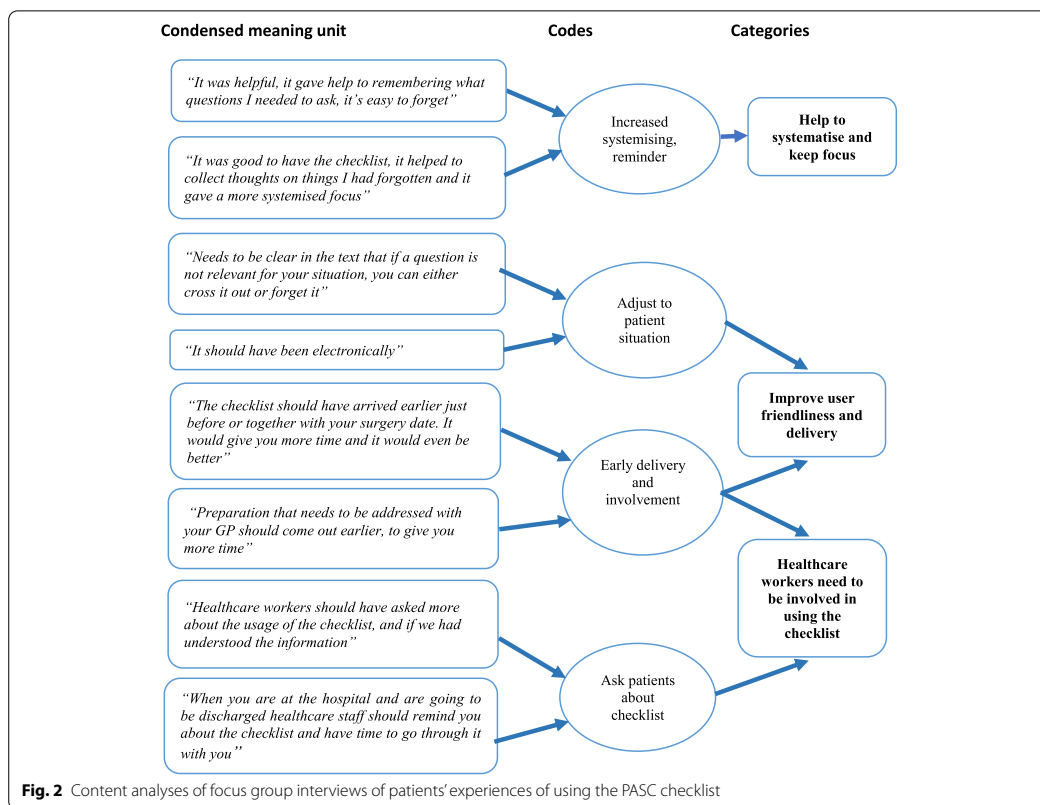 Condensed meaning unit
Codes
Categories
“It was helpful, it gave help to remembering what
questions I needed to ask, it’s easy to forget”
“It was good to have the checklist, it helped to
collect thoughts on things I had forgotten and it
gave a more systemised focus”
Increased
systemising,
reminder
Help to
systematise and
keep focus
“Needs to be clear in the text that if a question is
not relevant for your situation, you can either
cross it out or forget it”
“It should have been electronically”
Adjust to
patient
situation
“The checklist should have arrived earlier just
before or together with your surgery date. It
would give you more time and it would even be
better”
“Preparation that needs to be addressed with
your GP should come out earlier, to give you
more time”
Early delivery
and
involvement
Improve user
friendliness and
delivery
“Healthcare workers should have asked more
about the usage of the checklist, and if we had
understood the information”
“When you are at the hospital and are going to
be discharged healthcare staff should remind you
about the checklist and have time to go through it
with you”
Ask patients
about
checklist
Healthcare
workers need to
be involved in
using the
checklist
Fig. 2 Content analyses of focus group interviews of patients’ experiences of using the PASC checklist